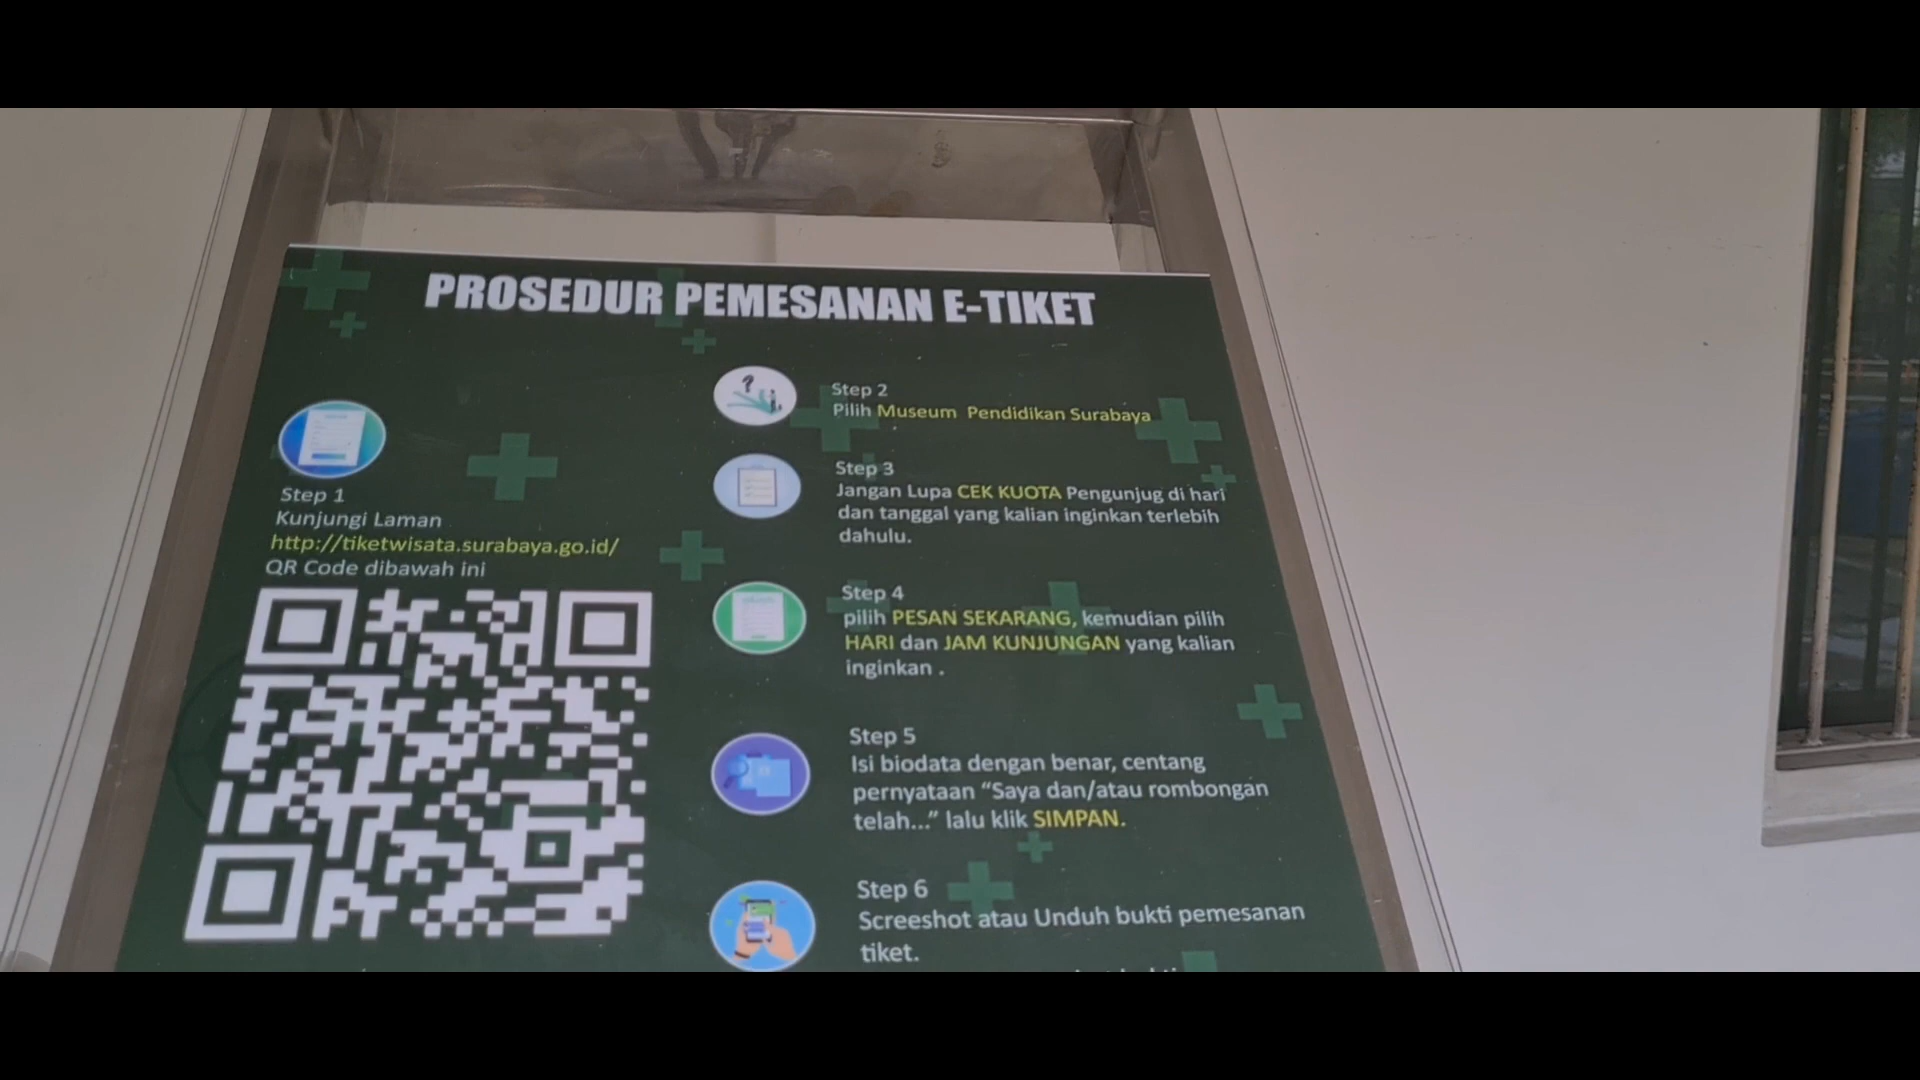 PROSEDUR PEMESANAN E-TIKET
Step 1
Kunjungi Laman
http://tiketwisata.surabaya.go.id/
QR Code dibawah ini
Step 2
Pilih Museum Pendidikan Surabaya
Step 3
Jangan Lupa CEK KUOTA Pengunjug di hari
dan tanggal yang kalian inginkan terlebih
dahulu.
Step 4
pilih PESAN SEKARANG, kemudian pilih
HARI dan JAM KUNJUNGAN yang kalian
inginkan .
Step 5
Isi biodata dengan benar, centang
pernyataan “Saya dan/atau rombongan
telah...” lalu klik SIMPAN.
Step 6
Screeshot atau Unduh bukti pemesanan
tiket.